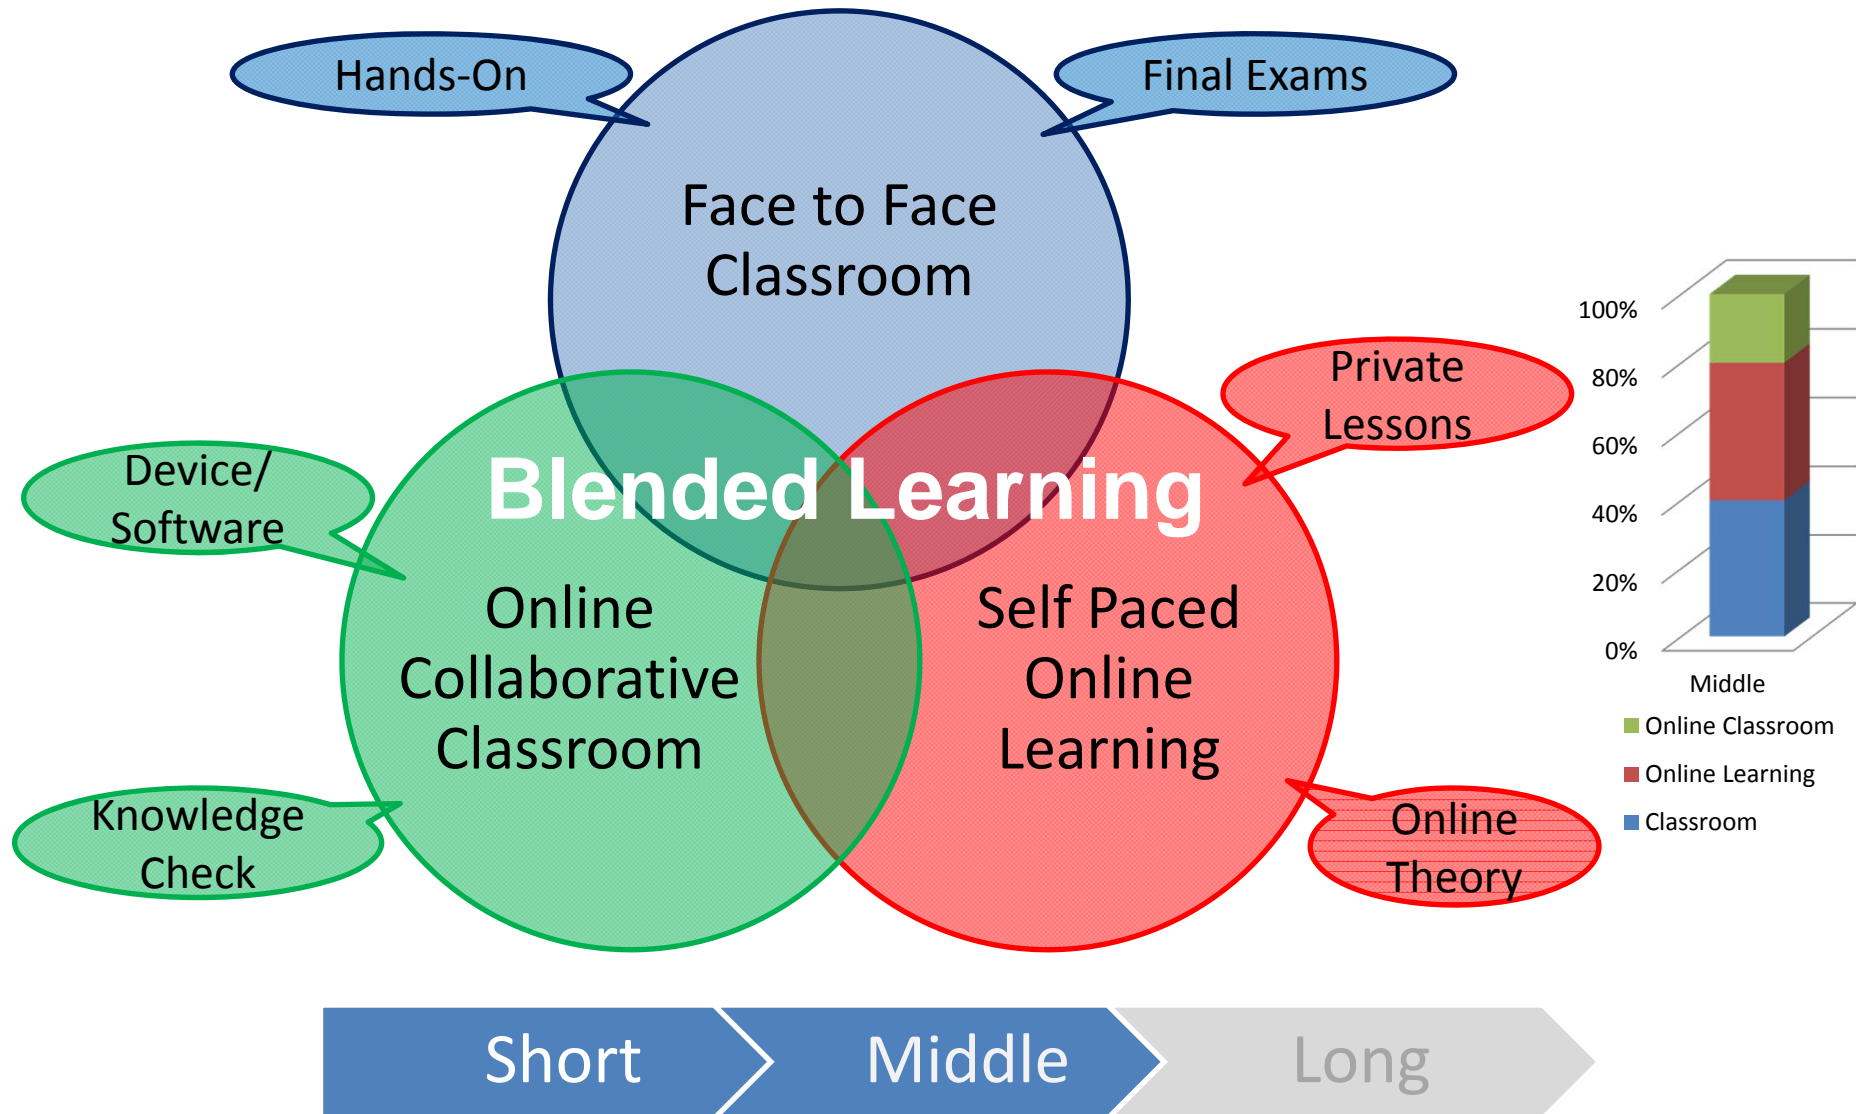 Hands-On
Final Exams
Face to Face
Classroom
Private
Lessons
Device/
Software
Blended Learning
Online
Collaborative
Classroom
Self Paced
Online
Learning
Knowledge
Check
Online
Theory
100%
80%
60%
40%
20%
0%
Middle
Online Classroom
Online Learning
Classroom
Short
Middle
Long